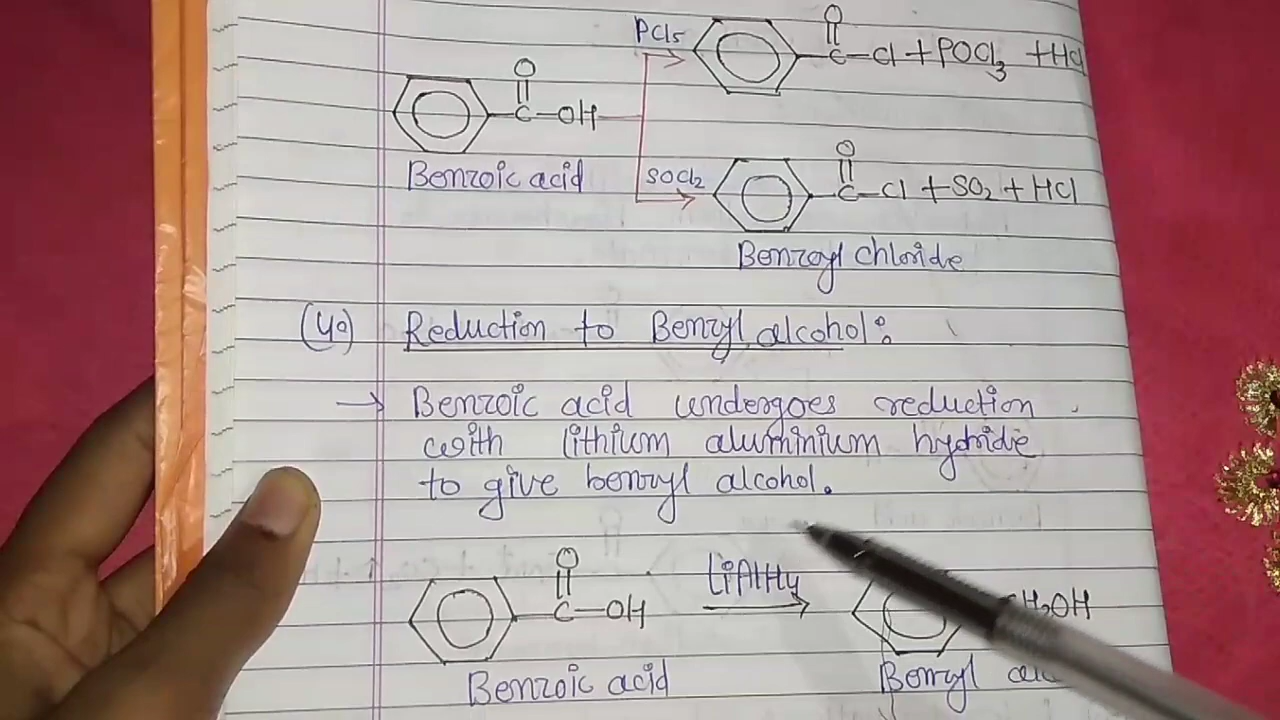 PCl5
O
C-Cl + POCl3 + HCl
O
C-OH
Benzoic acid
SOCl2
O
C-Cl + SO2 + HCl
Benzoyl chloride
(4.) Reduction to Benzyl alcohol:
→ Benzoic acid undergoes reduction
with lithium aluminium hydride
to give benzyl alcohol.
O
C-OH
LiAlH4
CH2OH
Benzoic acid
Benzyl